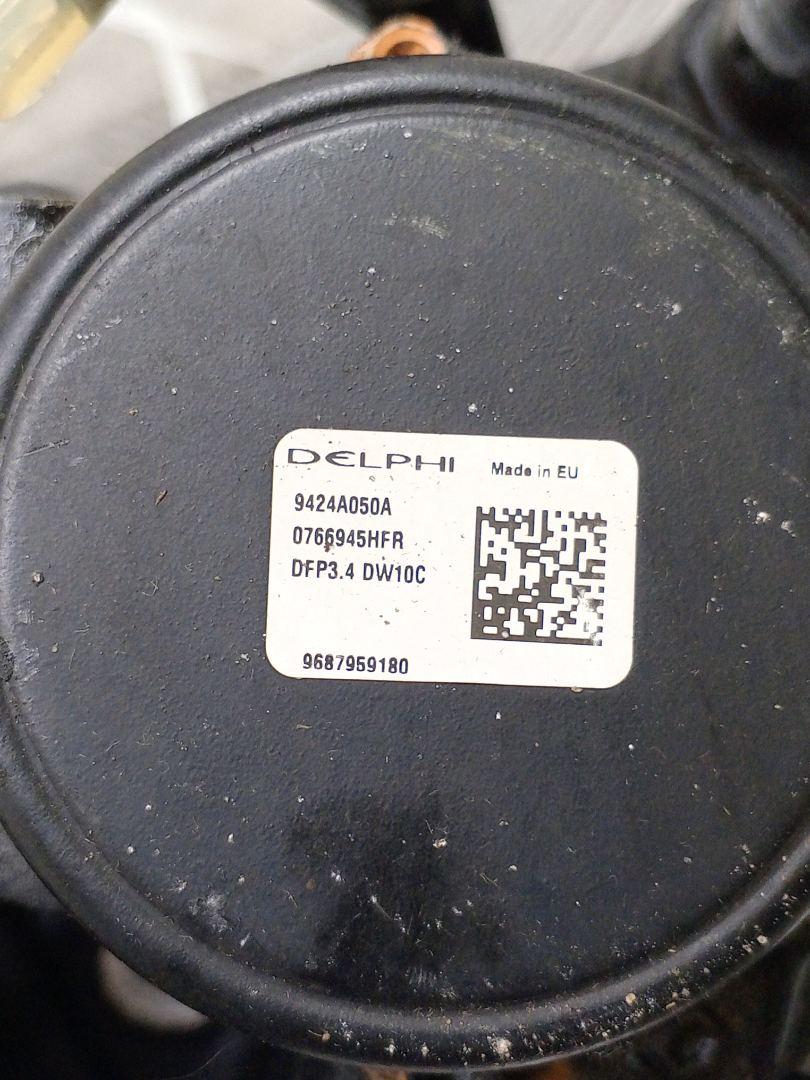 DELPHI Made in EU
9424A050A
0766945HFR
DFP3.4 DW10C
9687959180